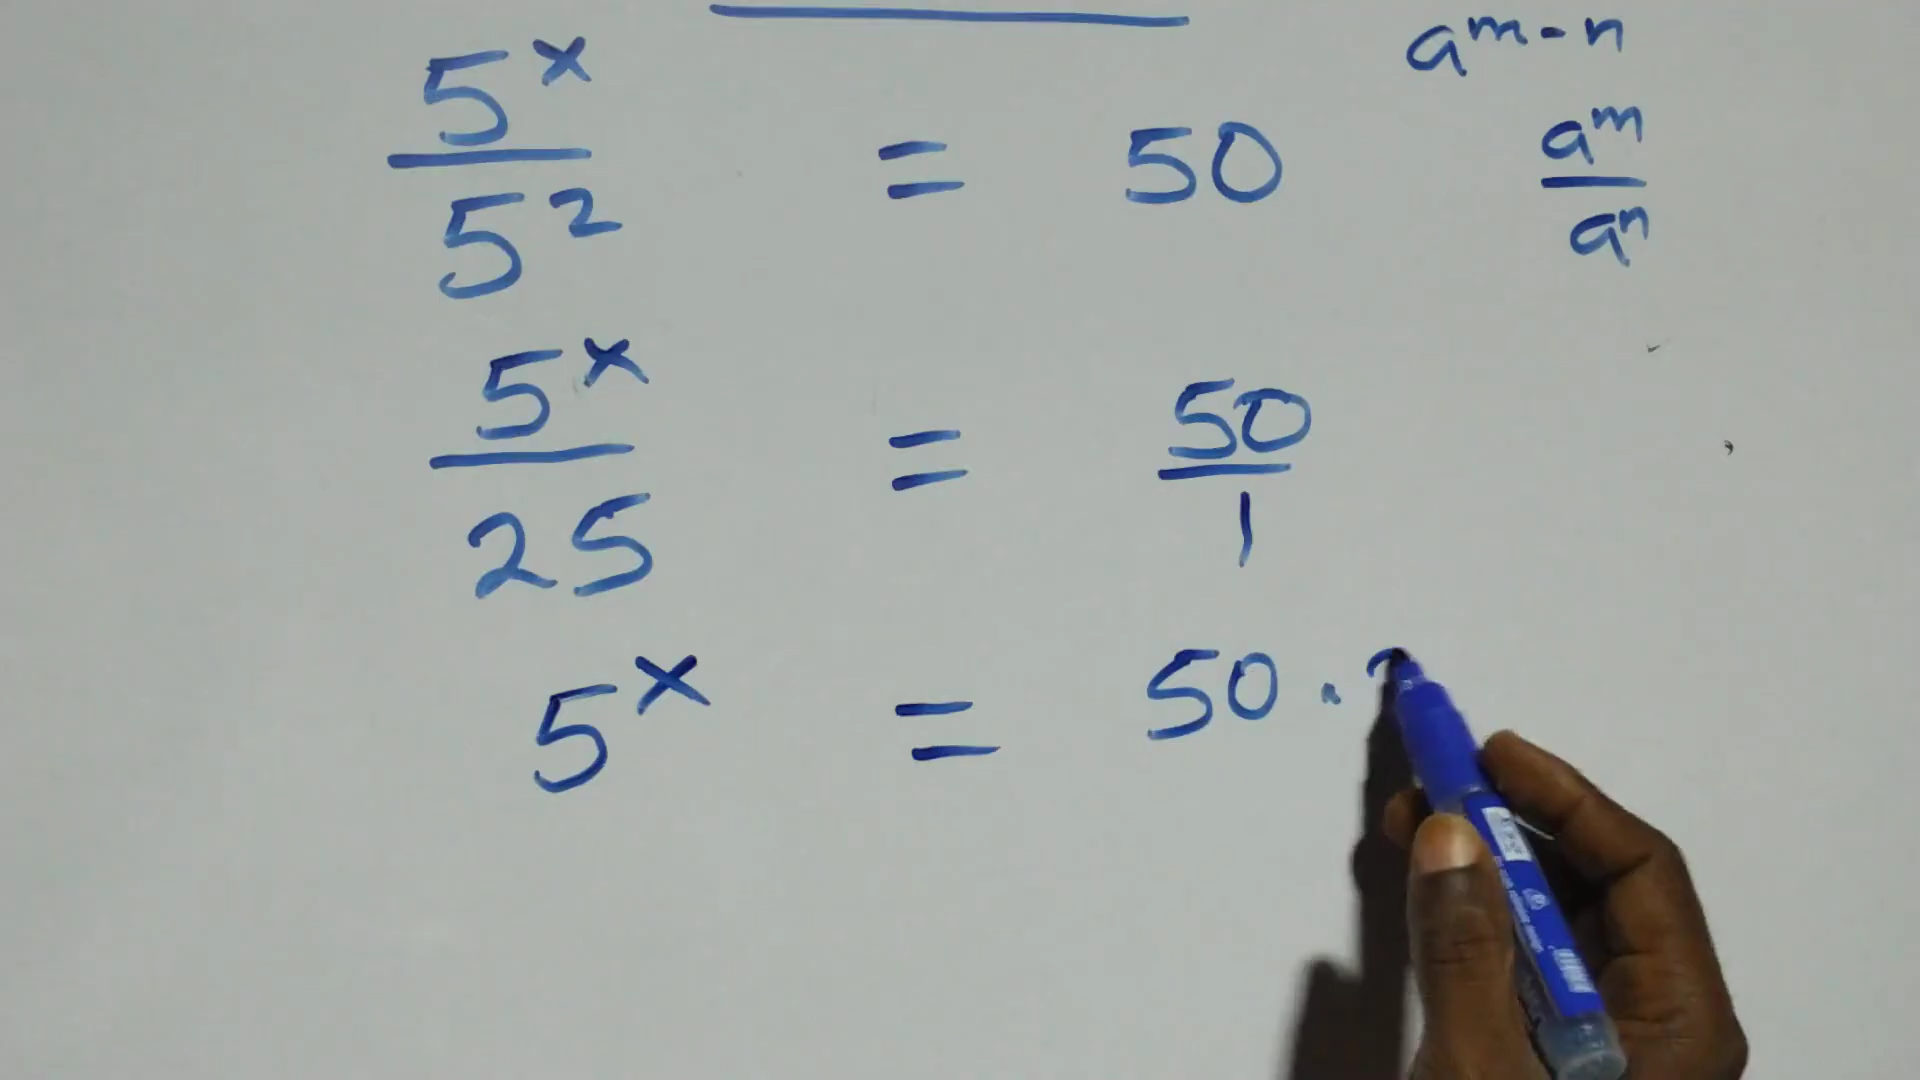 a^m-n
5^x/5^2 = 50
a^m/a^n
5^x/25 = 50/1
5^x = 50 .